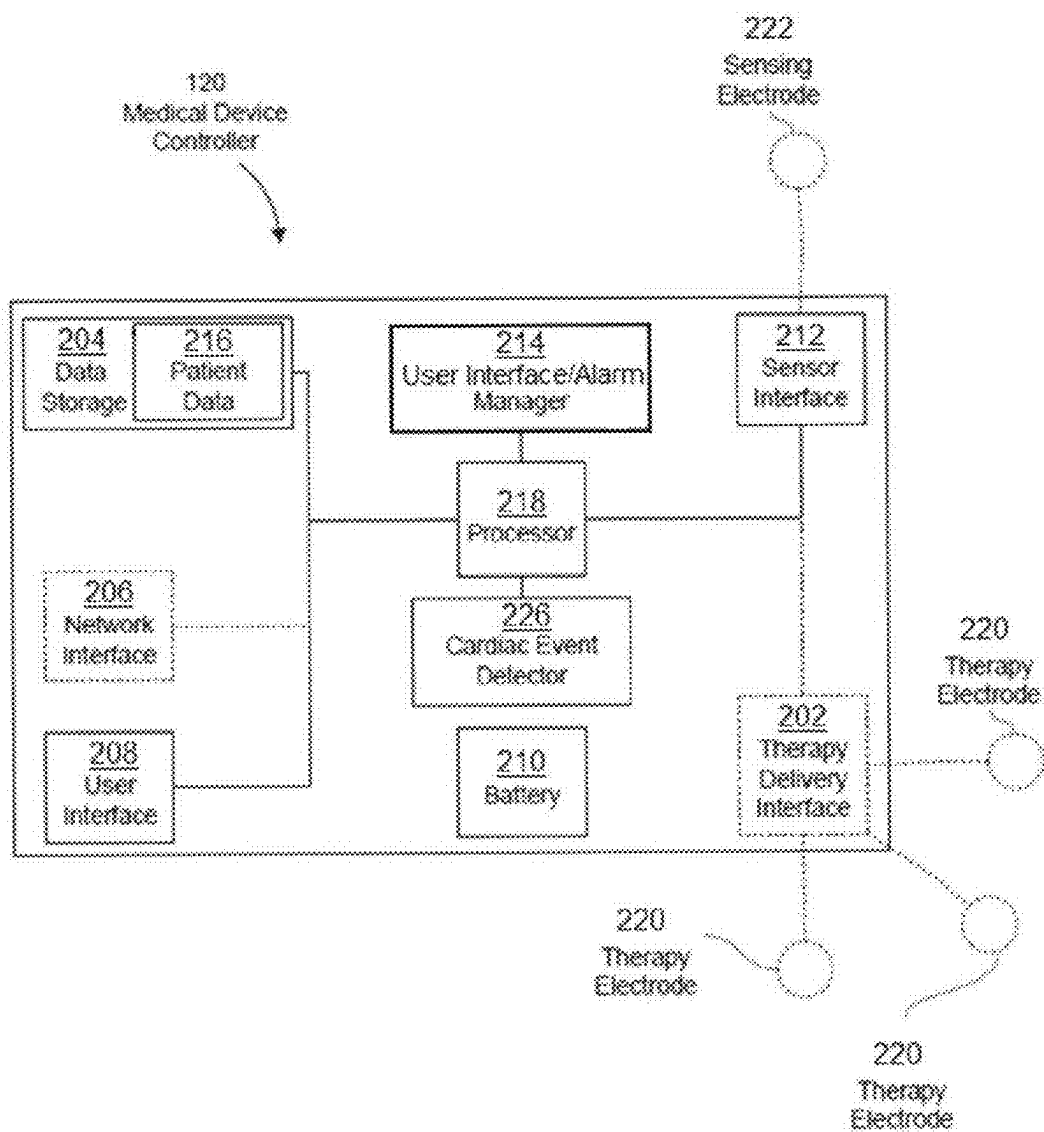 222
Sensing
Electrode
120
Medical Device
Controller
204
Data
Storage
216
Patient
Data
214
User Interface/Alarm
Manager
212
Sensor
Interface
218
Processor
206
Network
Interface
226
Cardiac Event
Detector
220
Therapy
Electrode
208
User
Interface
210
Battery
202
Therapy
Delivery
Interface
220
Therapy
Electrode
220
Therapy
Electrode